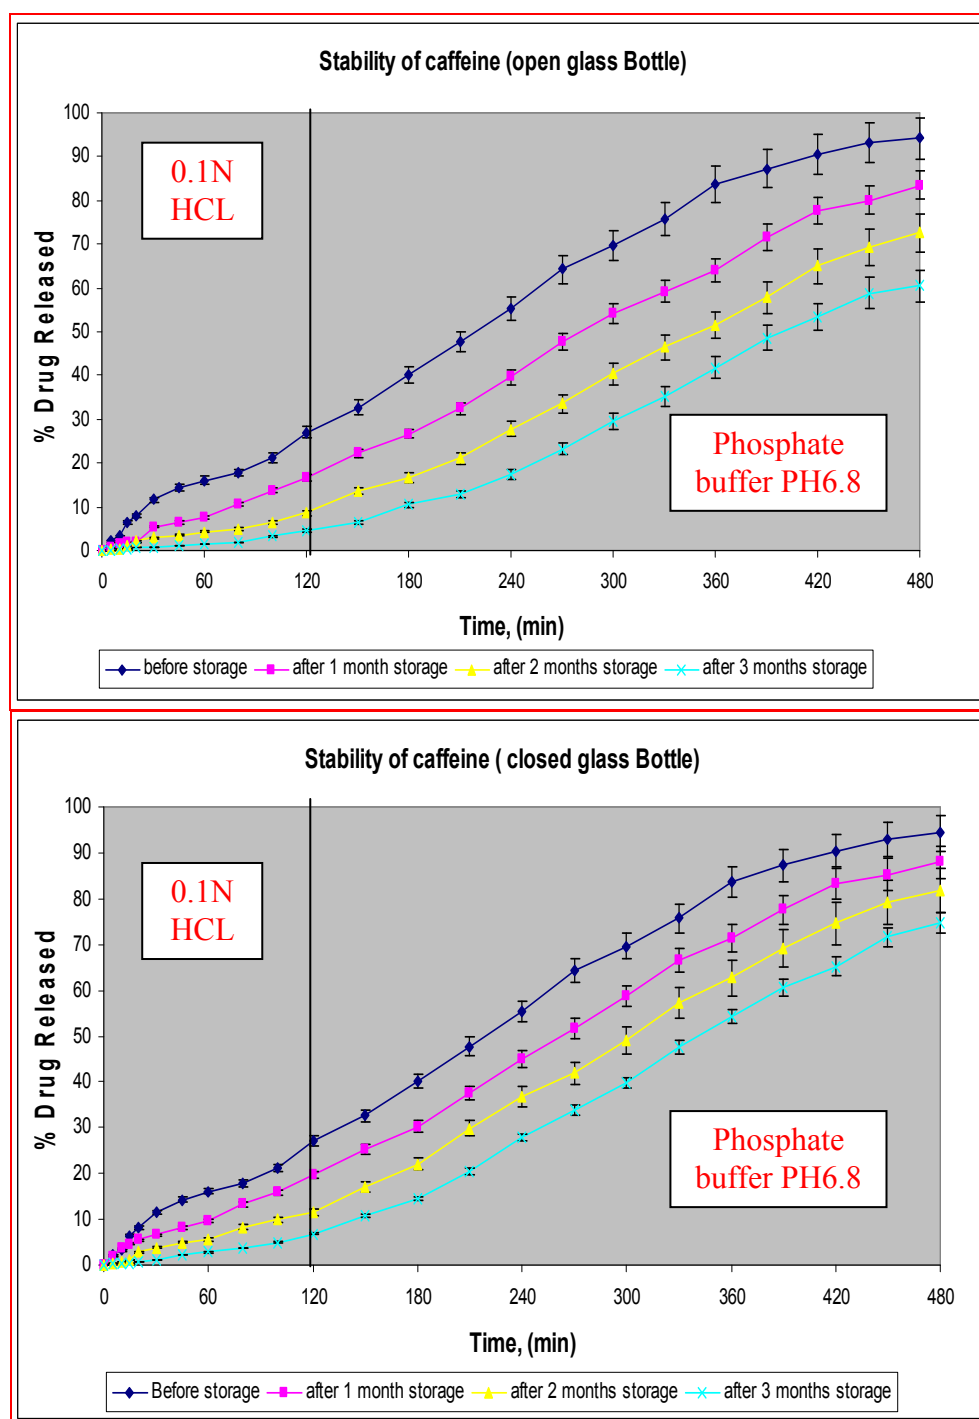 Stability of caffeine (open glass Bottle)
100
90
80
70
60
50
40
30
20
10
0
% Drug Released
0.1N
HCL
Phosphate
buffer PH6.8
0 60 120 180 240 300 360 420 480
Time, (min)
before storage after 1 month storage after 2 months storage after 3 months storage
Stability of caffeine ( closed glass Bottle)
100
90
80
70
60
50
40
30
20
10
0
% Drug Released
0.1N
HCL
Phosphate
buffer PH6.8
0 60 120 180 240 300 360 420 480
Time, (min)
Before storage after 1 month storage after 2 months storage after 3 months storage